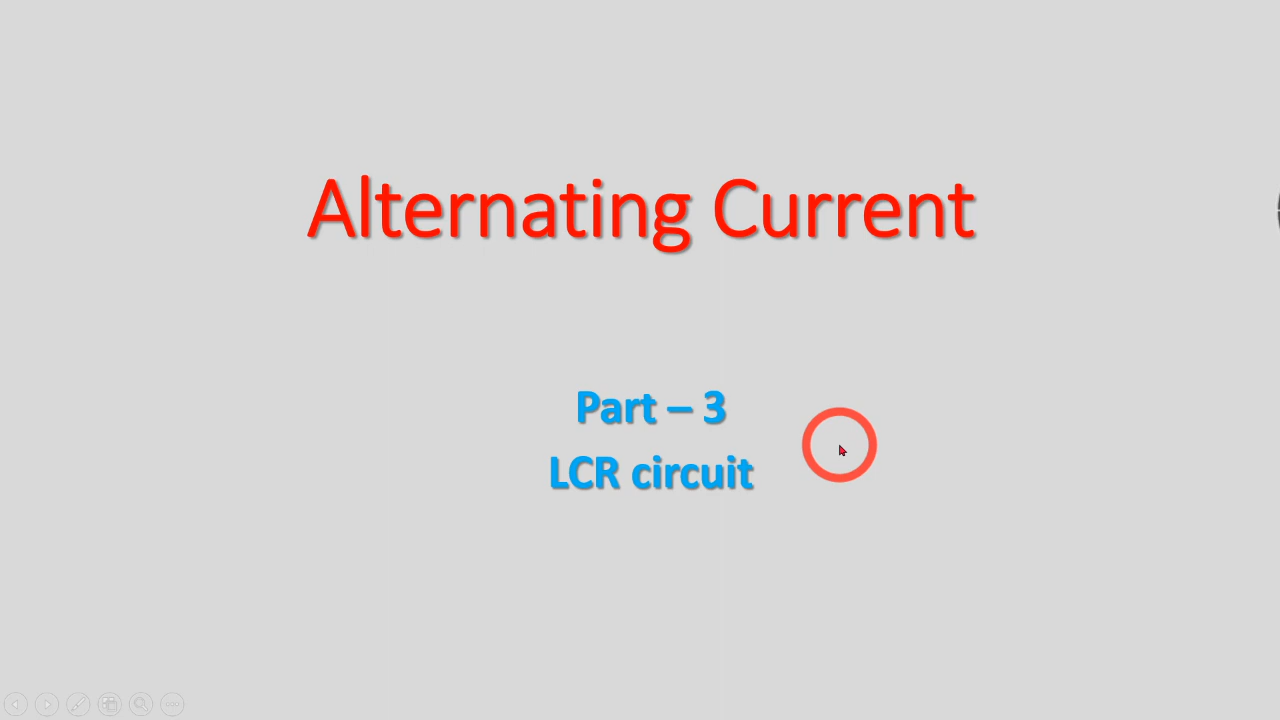 Alternating Current
Part – 3
LCR circuit